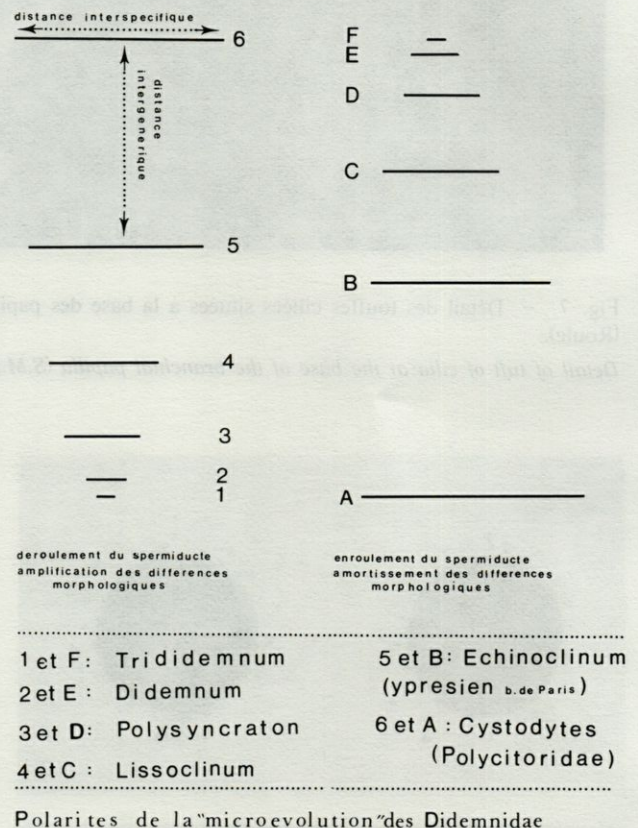 distance interspecifique
6
distance
intergenerique
5
4
3
2
1
deroulement du spermiducte
amplification des differences
morphologiques
F
E
D
C
B
A
enroulement du spermiducte
amortissement des differences
morphologiques
1 et F: Trididemnum
2 et E : Didemnum
3 et D: Polysyncraton
4 et C : Lissoclinum
5 et B: Echinoclinum
(ypresien b.de Paris)
6 et A : Cystodytes
(Polycitoridae)
Polarites de la "microevolution" des Didemnidae